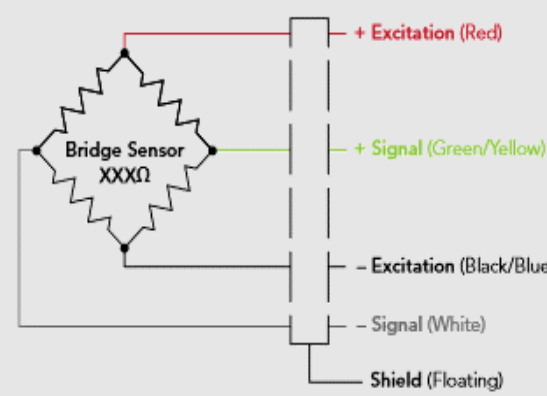 + Excitation (Red)
Bridge Sensor
XXXΩ
+ Signal (Green/Yellow)
– Excitation (Black/Blue
– Signal (White)
Shield (Floating)